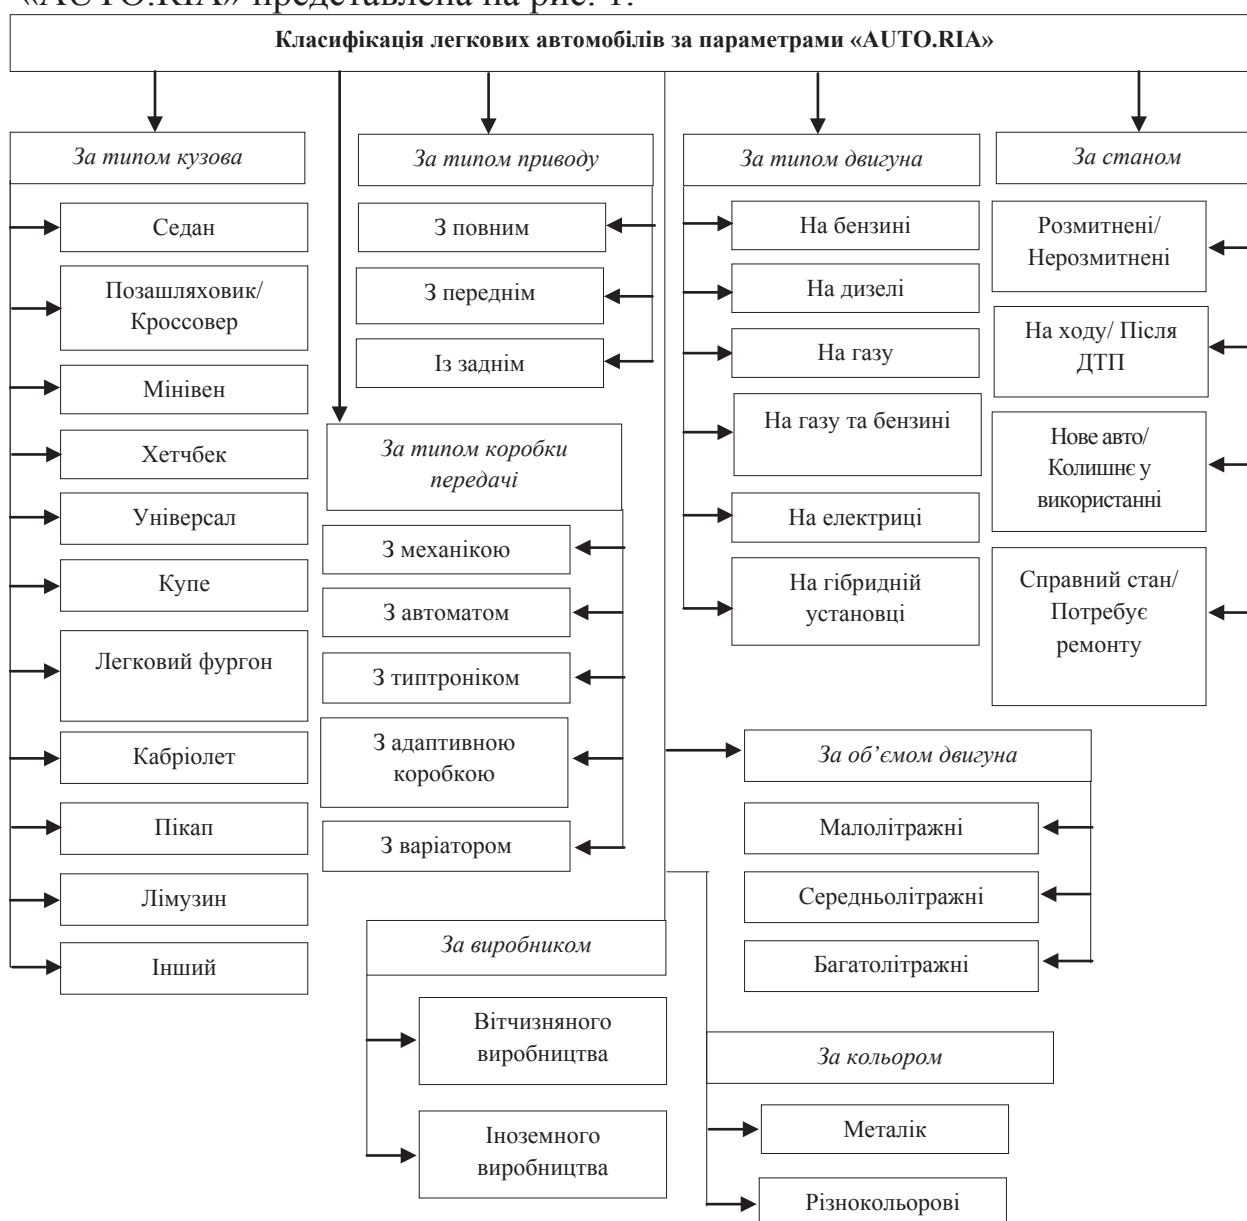 «AUTO.RIA» представлена на рис. 1.
Класифікація легкових автомобілів за параметрами «AUTO.RIA»
За типом кузова
Седан
Позашляховик/
Кроссовер
Мінівен
Хетчбек
Універсал
Купе
Легковий фургон
Кабріолет
Пікап
Лімузин
Інший
За типом приводу
З повним
З переднім
Із заднім
За типом коробки
передачі
З механікою
З автоматом
З типтроніком
З адаптивною
коробкою
З варіатором
За виробником
Вітчизняного
виробництва
Іноземного
виробництва
За типом двигуна
На бензині
На дизелі
На газу
На газу та бензині
На електриці
На гібридній
установці
За станом
Розмитнені/
Нерозмитнені
На ходу/ Після
ДТП
Нове авто/
Колишнє у
використанні
Справний стан/
Потребує
ремонту
За об’ємом двигуна
Малолітражні
Середньолітражні
Багатолітражні
За кольором
Металік
Різнокольорові